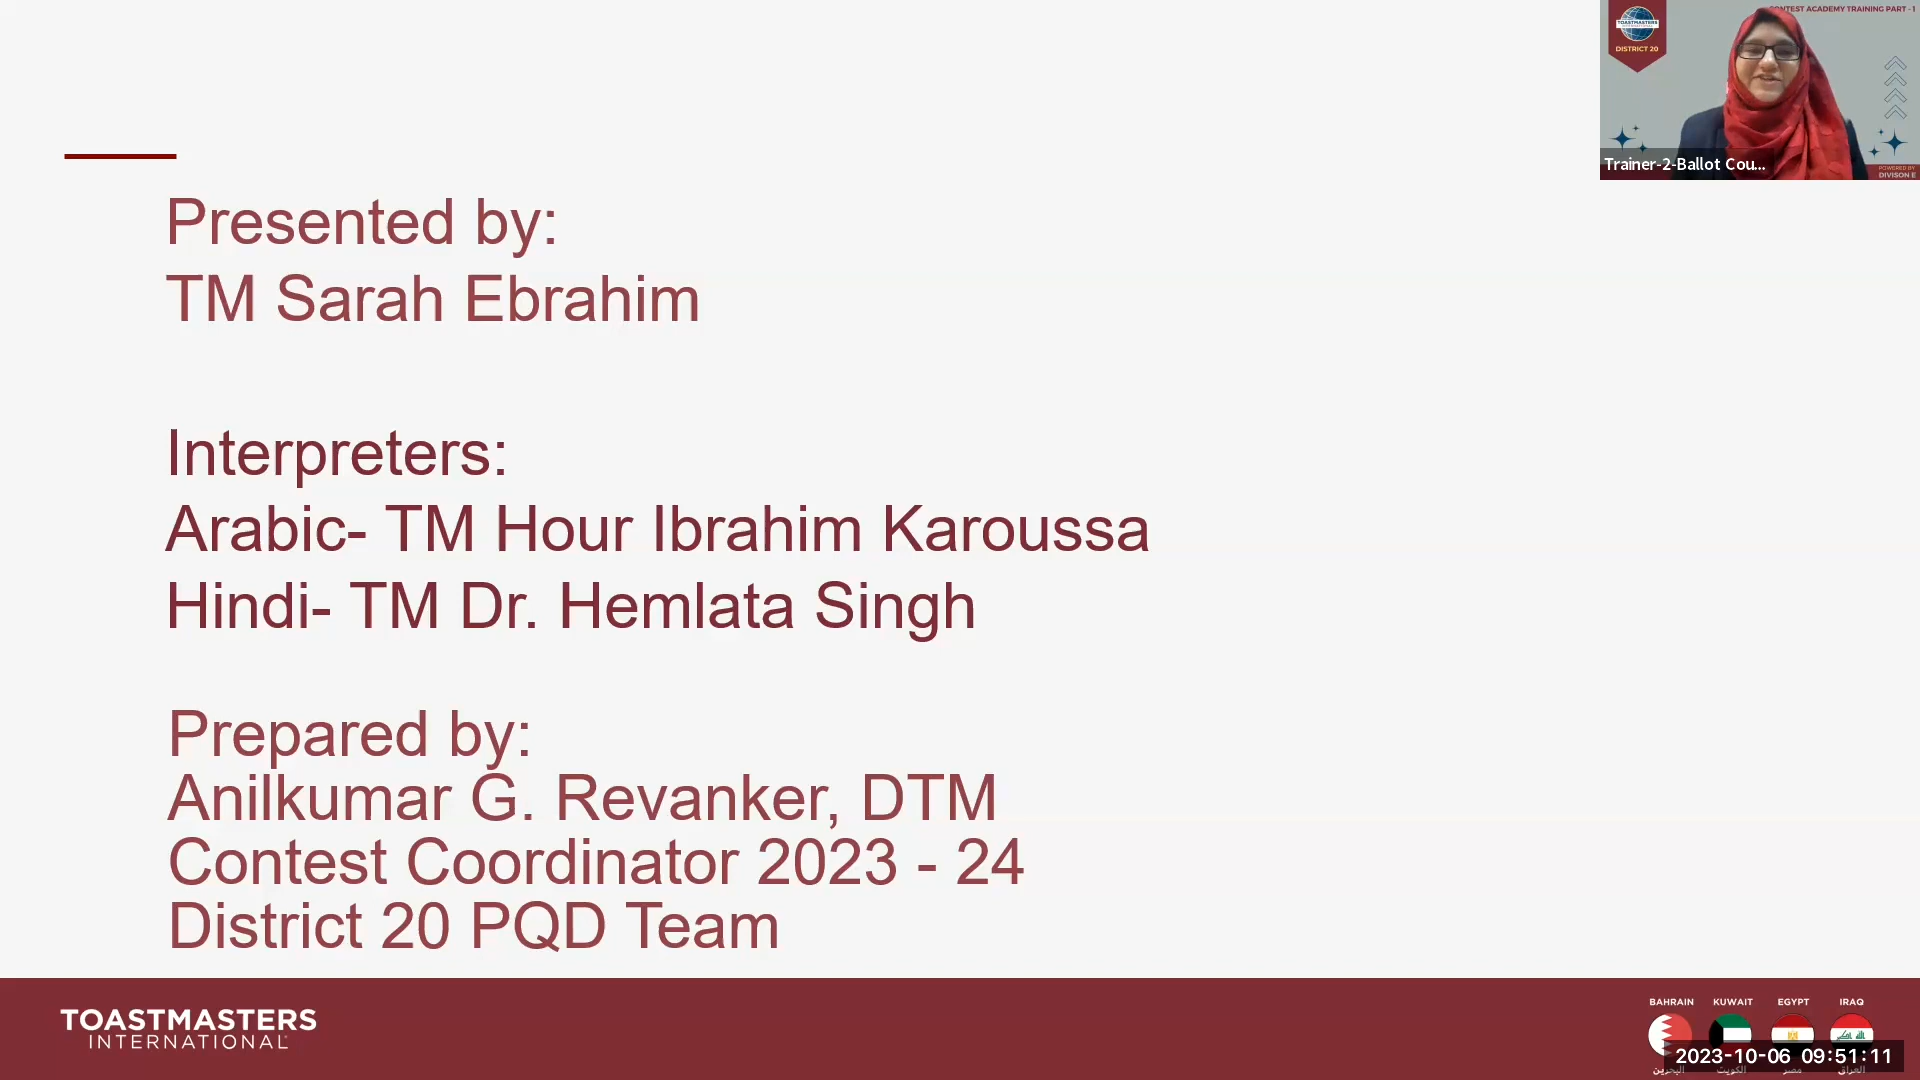 CONTEST ACADEMY TRAINING PART - 1
TOASTMASTERS
INTERNATIONAL
DISTRICT 20
Trainer-2-Ballot Cou...
POWERED BY
DIVISON E
Presented by:
TM Sarah Ebrahim
Interpreters:
Arabic- TM Hour Ibrahim Karoussa
Hindi- TM Dr. Hemlata Singh
Prepared by:
Anilkumar G. Revanker, DTM
Contest Coordinator 2023 - 24
District 20 PQD Team
TOASTMASTERS
INTERNATIONAL
BAHRAIN KUWAIT EGYPT IRAQ
2023-10-06 09:51:11
البحرين الكويت مصر العراق